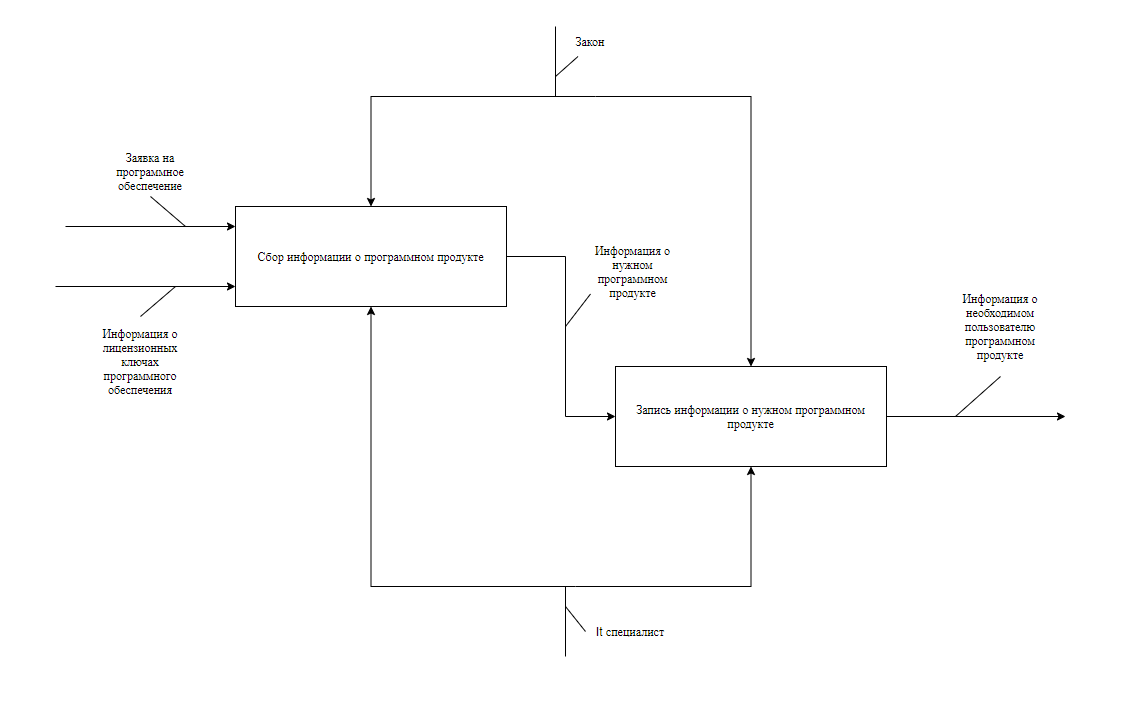 Закон
Заявка на
программное
обеспечение
Сбор информации о программном продукте
Информация о
нужном
программном
продукте
Информация о
лицензионных
ключах
программного
обеспечения
Информация о
необходимом
пользователю
программном
продукте
Запись информации о нужном программном
продукте
It специалист